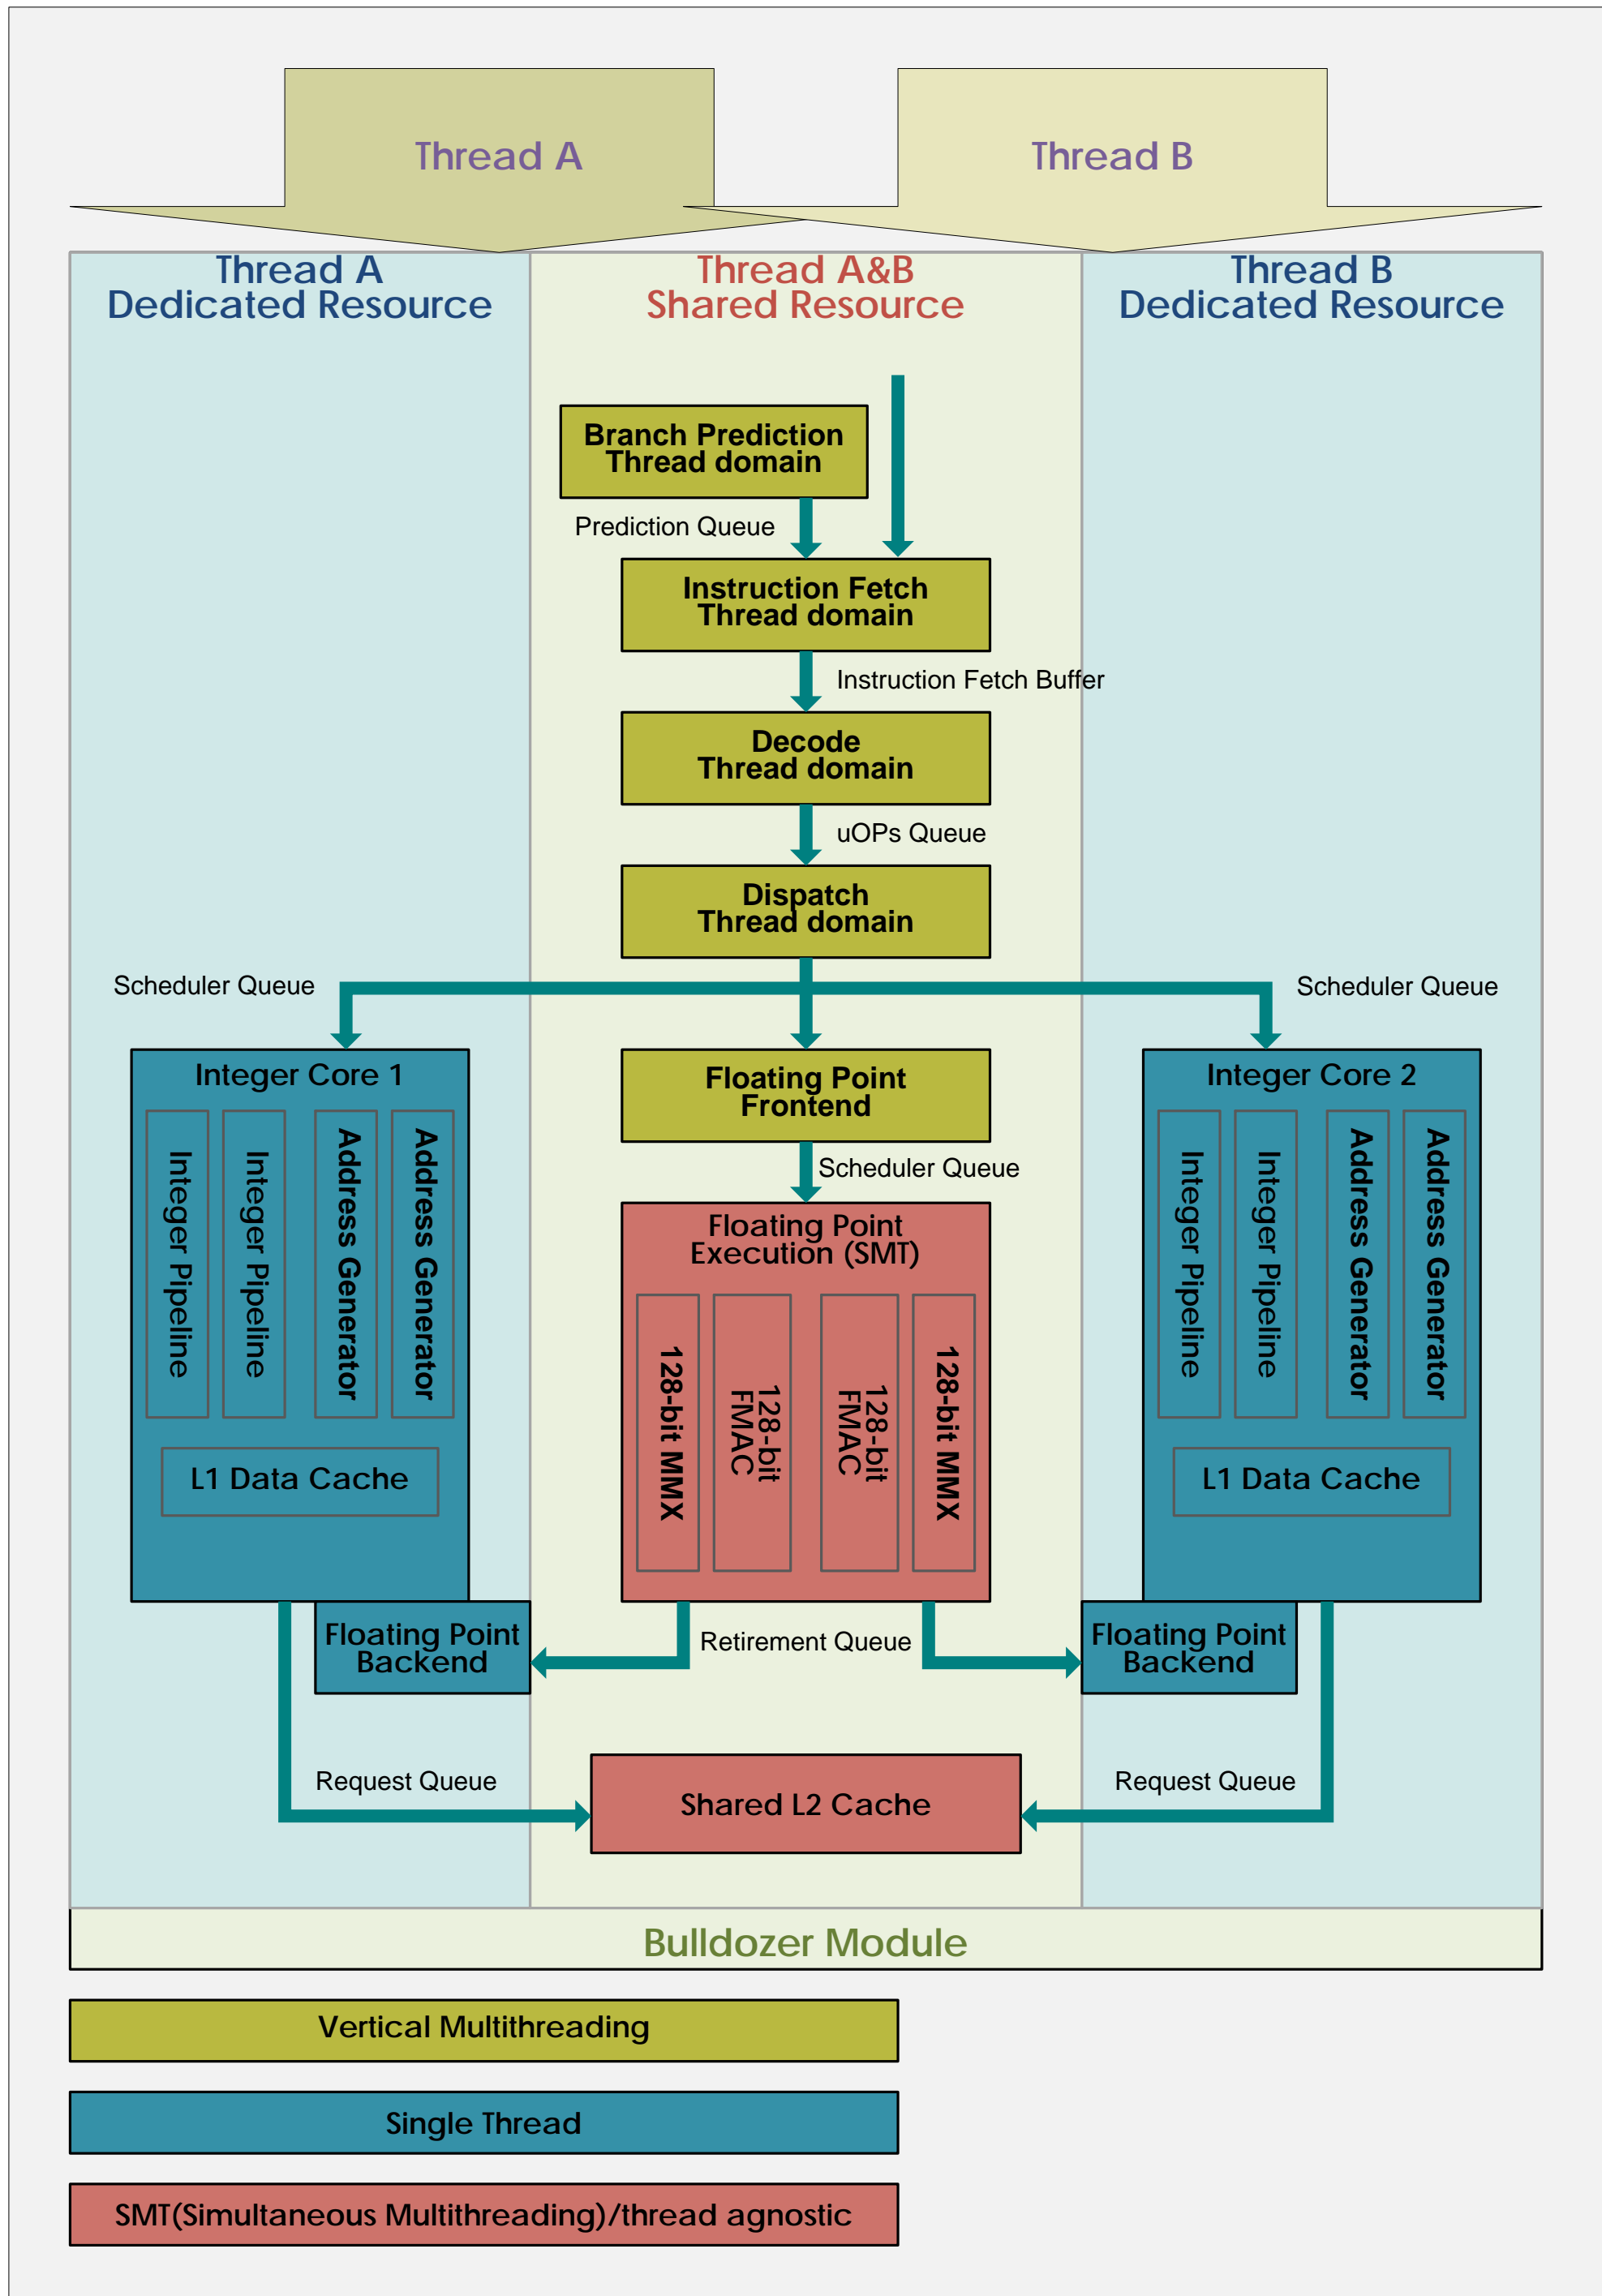 Thread A
Thread B
Thread A
Dedicated Resource
Thread A&B
Shared Resource
Thread B
Dedicated Resource
Branch Prediction
Thread domain
Prediction Queue
Instruction Fetch
Thread domain
Instruction Fetch Buffer
Decode
Thread domain
uOPs Queue
Dispatch
Thread domain
Scheduler Queue
Scheduler Queue
Integer Core 1
Integer Pipeline
Integer Pipeline
Address Generator
Address Generator
L1 Data Cache
Floating Point
Frontend
Scheduler Queue
Floating Point
Execution (SMT)
128-bit MMX
128-bit
FMAC
128-bit
FMAC
128-bit MMX
Integer Core 2
Integer Pipeline
Integer Pipeline
Address Generator
Address Generator
L1 Data Cache
Floating Point
Backend
Retirement Queue
Floating Point
Backend
Request Queue
Shared L2 Cache
Request Queue
Bulldozer Module
Vertical Multithreading
Single Thread
SMT(Simultaneous Multithreading)/thread agnostic